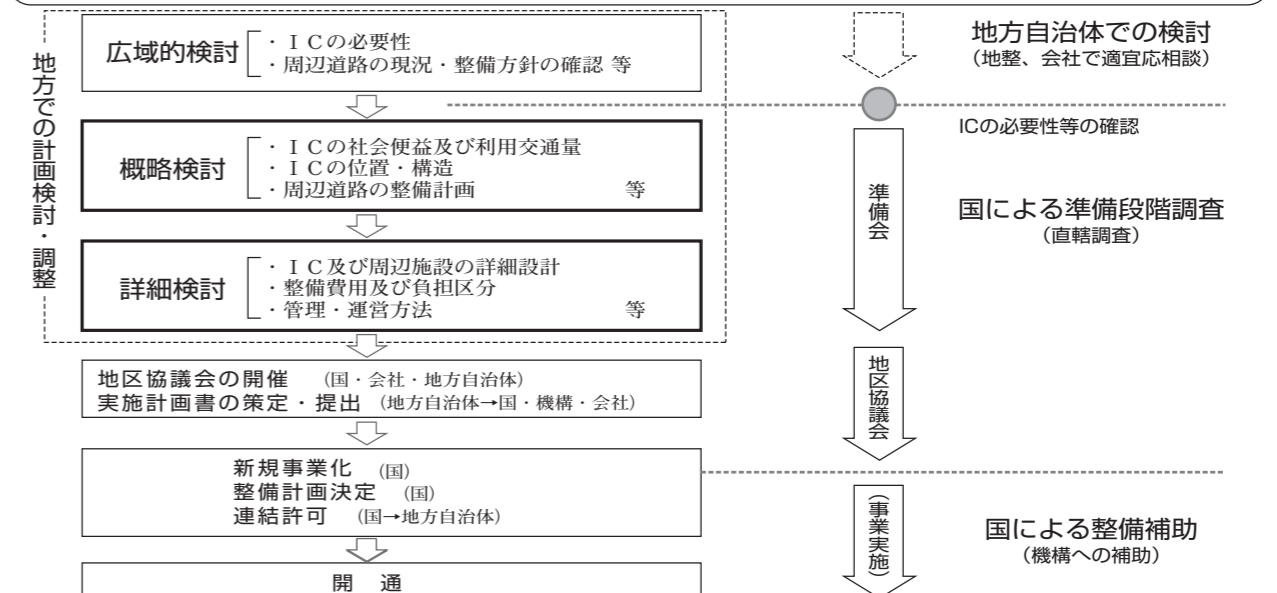 地方での計画検討・調整
広域的検討
・ＩＣの必要性
・周辺道路の現況・整備方針の確認 等
概略検討
・ＩＣの社会便益及び利用交通量
・ＩＣの位置・構造
・周辺道路の整備計画 等
詳細検討
・ＩＣ及び周辺施設の詳細設計
・整備費用及び負担区分
・管理・運営方法 等
地区協議会の開催 （国・会社・地方自治体）
実施計画書の策定・提出 （地方自治体→国・機構・会社）
新規事業化 （国）
整備計画決定 （国）
連結許可 （国→地方自治体）
開　通
準備会
地区協議会
（事業実施）
地方自治体での検討
（地整、会社で適宜応相談）
ICの必要性等の確認
国による準備段階調査
（直轄調査）
国による整備補助
（機構への補助）